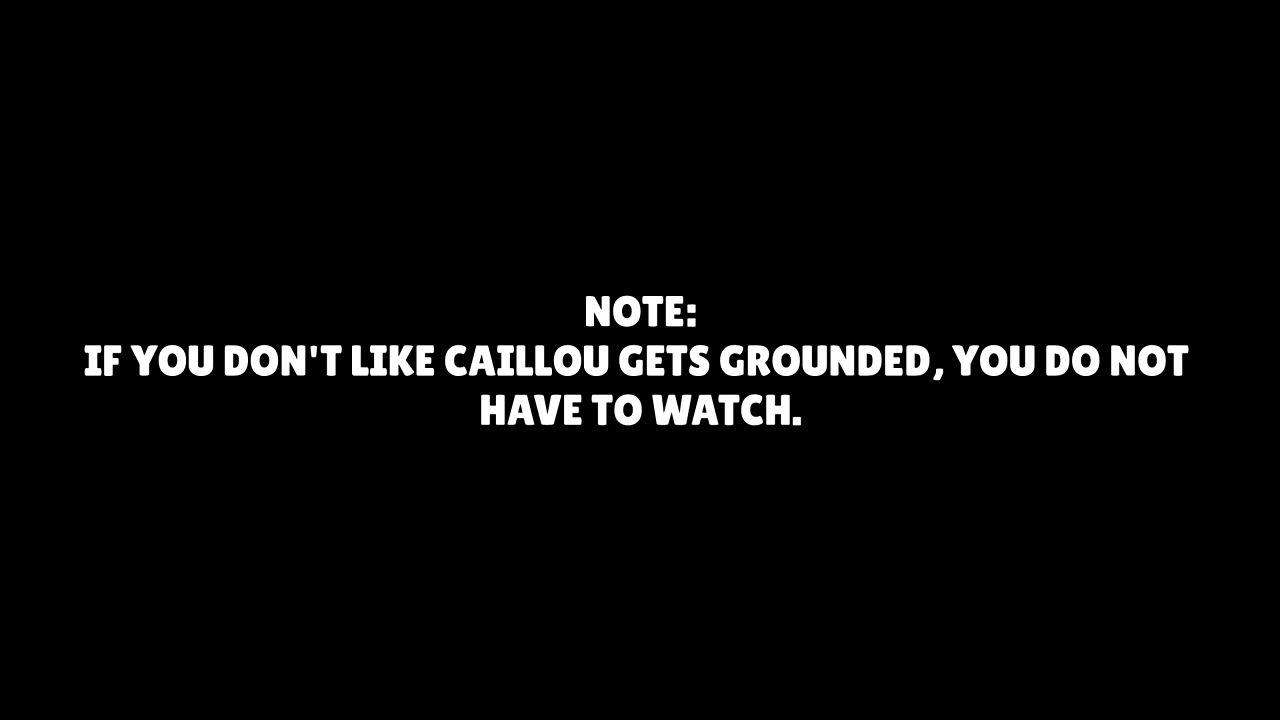 NOTE:
IF YOU DON'T LIKE CAILLOU GETS GROUNDED, YOU DO NOT
HAVE TO WATCH.